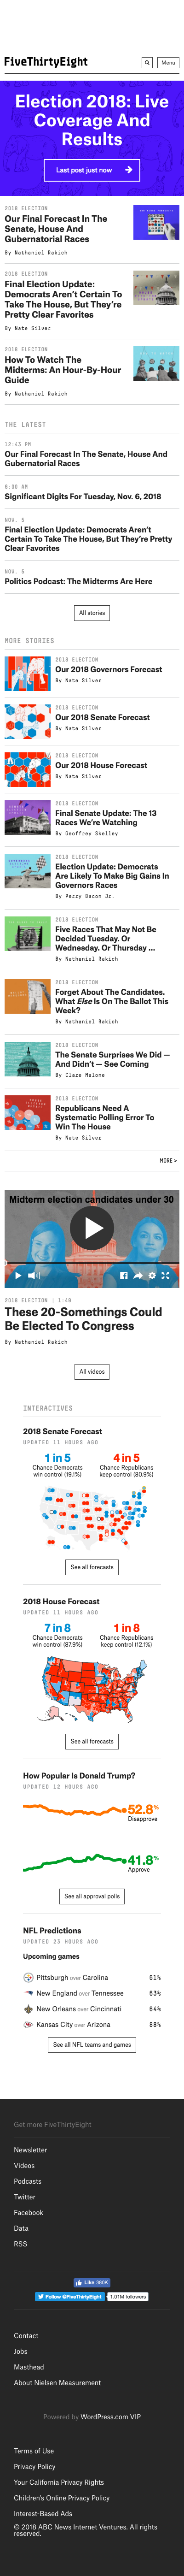 FiveThirtyEight
Menu
Election 2018: Live
Coverage And
Results
Last post just now
2018 ELECTION
Our Final Forecast In The
Senate, House And
Gubernatorial Races
By Nathaniel Rakich
2018 ELECTION
Final Election Update:
Democrats Aren’t Certain To
Take The House, But They’re
Pretty Clear Favorites
By Nate Silver
2018 ELECTION
How To Watch The
Midterms: An Hour-By-Hour
Guide
By Nathaniel Rakich
THE LATEST
12:43 PM
Our Final Forecast In The Senate, House And
Gubernatorial Races
6:00 AM
Significant Digits For Tuesday, Nov. 6, 2018
NOV. 5
Final Election Update: Democrats Aren’t
Certain To Take The House, But They’re Pretty
Clear Favorites
NOV. 5
Politics Podcast: The Midterms Are Here
All stories
MORE STORIES
2018 ELECTION
Our 2018 Governors Forecast
By Nate Silver
2018 ELECTION
Our 2018 Senate Forecast
By Nate Silver
2018 ELECTION
Our 2018 House Forecast
By Nate Silver
2018 ELECTION
Final Senate Update: The 13
Races We’re Watching
By Geoffrey Skelley
2018 ELECTION
Election Update: Democrats
Are Likely To Make Big Gains In
Governors Races
By Perry Bacon Jr.
2018 ELECTION
Five Races That May Not Be
Decided Tuesday. Or
Wednesday. Or Thursday …
By Nathaniel Rakich
2018 ELECTION
Forget About The Candidates.
What Else Is On The Ballot This
Week?
By Nathaniel Rakich
2018 ELECTION
The Senate Surprises We Did —
And Didn’t — See Coming
By Clare Malone
2018 ELECTION
Republicans Need A
Systematic Polling Error To
Win The House
By Nate Silver
MORE >
Midterm election candidates under 30
2018 ELECTION | 1:49
These 20-Somethings Could
Be Elected To Congress
By Nathaniel Rakich
All videos
INTERACTIVES
2018 Senate Forecast
UPDATED 11 HOURS AGO
1 in 5 4 in 5
Chance Democrats Chance Republicans
win control (19.1%) keep control (80.9%)
See all forecasts
2018 House Forecast
UPDATED 11 HOURS AGO
7 in 8 1 in 8
Chance Democrats Chance Republicans
win control (87.9%) keep control (12.1%)
See all forecasts
How Popular Is Donald Trump?
UPDATED 12 HOURS AGO
52.8%
Disapprove
41.8%
Approve
See all approval polls
NFL Predictions
UPDATED 23 HOURS AGO
Upcoming games
Pittsburgh over Carolina 61%
New England over Tennessee 63%
New Orleans over Cincinnati 64%
Kansas City over Arizona 88%
See all NFL teams and games
Get more FiveThirtyEight
Newsletter
Videos
Podcasts
Twitter
Facebook
Data
RSS
Like 360K
Follow @FiveThirtyEight 1.01M followers
Contact
Jobs
Masthead
About Nielsen Measurement
Powered by WordPress.com VIP
Terms of Use
Privacy Policy
Your California Privacy Rights
Children’s Online Privacy Policy
Interest-Based Ads
© 2018 ABC News Internet Ventures. All rights
reserved.